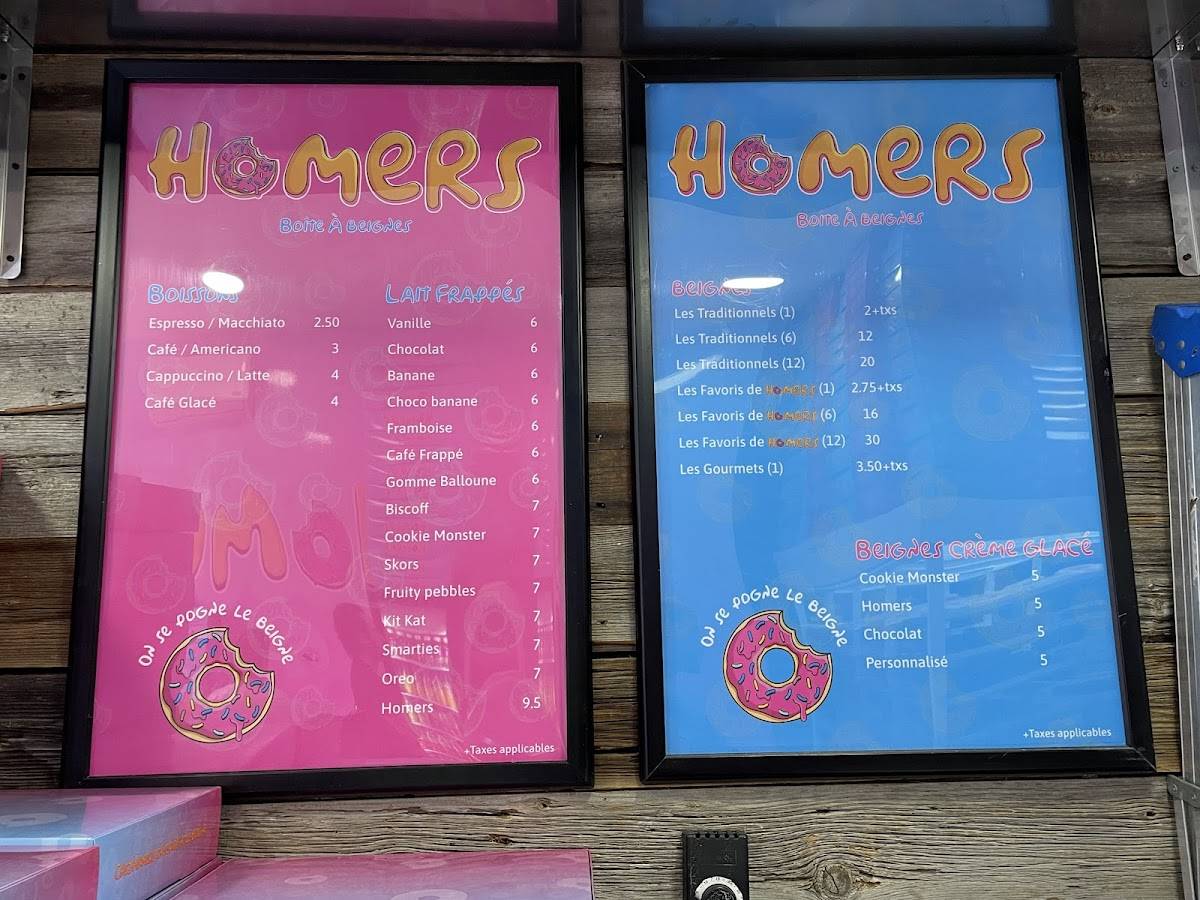 HOMERS
BOITE À BEIGNES
BOISSONS
Espresso / Macchiato 2.50
Café / Americano 3
Cappuccino / Latte 4
Café Glacé 4
LAIT FRAPPÉS
Vanille 6
Chocolat 6
Banane 6
Choco banane 6
Framboise 6
Café Frappé 6
Gomme Balloune 6
Biscoff 7
Cookie Monster 7
Skors 7
Fruity pebbles 7
Kit Kat 7
Smarties 7
Oreo 7
Homers 9.5
ON SE POGNE LE BEIGNE
+Taxes applicables
HOMERS
BOITE À BEIGNES
BEIGNES
Les Traditionnels (1) 2+txs
Les Traditionnels (6) 12
Les Traditionnels (12) 20
Les Favoris de HOMERS (1) 2.75+txs
Les Favoris de HOMERS (6) 16
Les Favoris de HOMERS (12) 30
Les Gourmets (1) 3.50+txs
BEIGNES CRÈME GLACÉ
Cookie Monster 5
Homers 5
Chocolat 5
Personnalisé 5
ON SE POGNE LE BEIGNE
+Taxes applicables